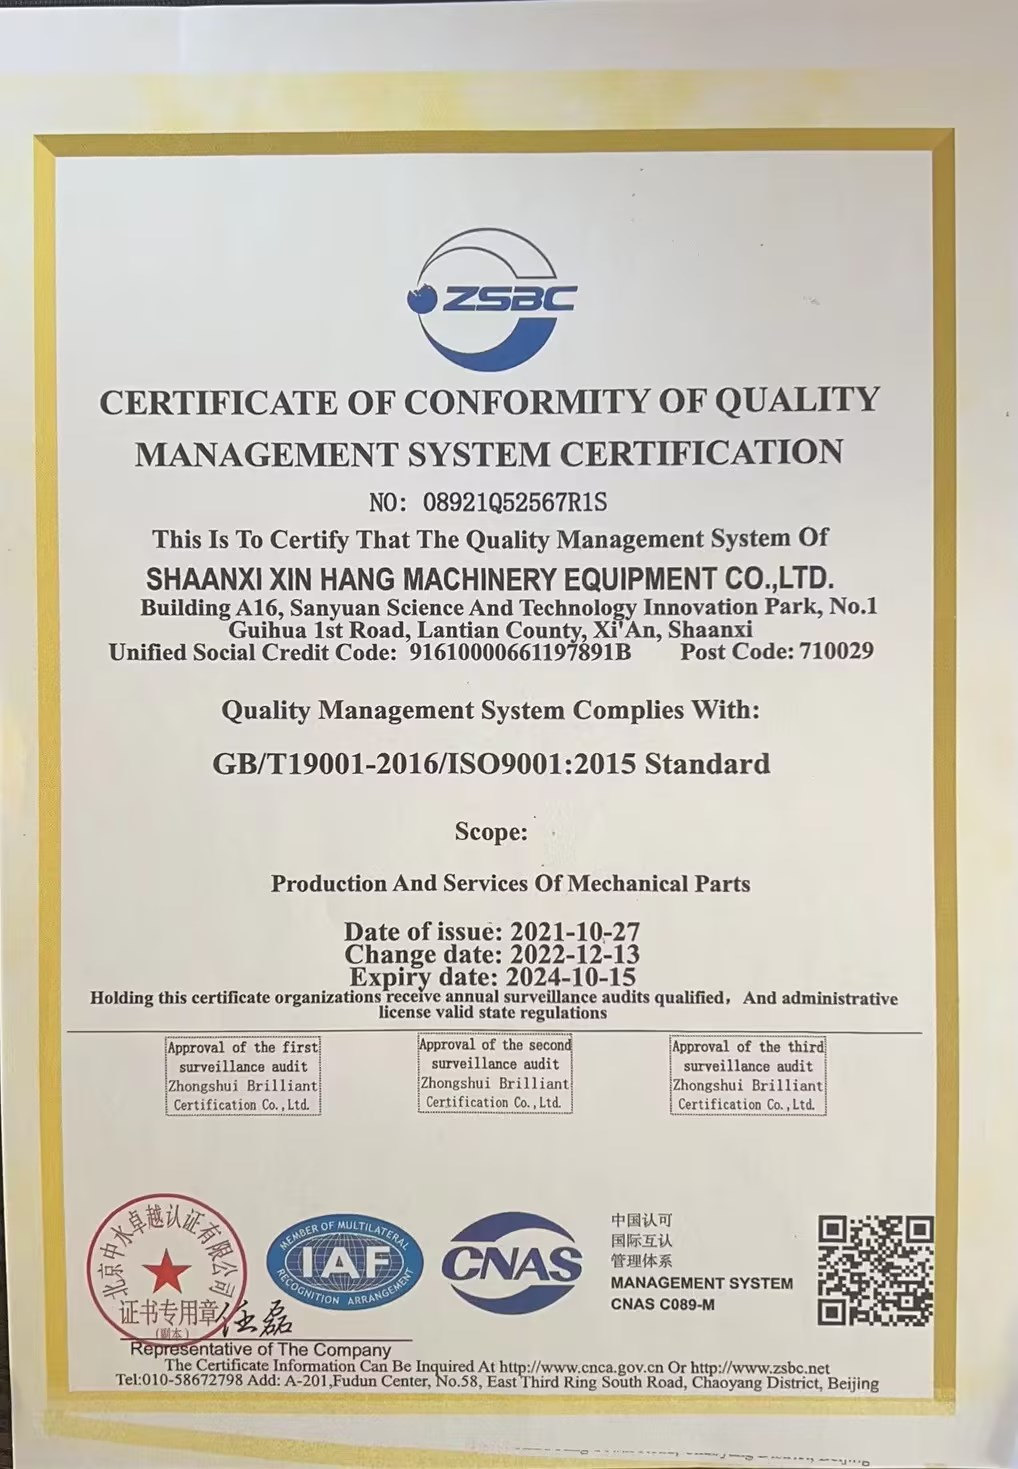 ZSBC
CERTIFICATE OF CONFORMITY OF QUALITY
MANAGEMENT SYSTEM CERTIFICATION
NO: 08921Q52567R1S
This Is To Certify That The Quality Management System Of
SHAANXI XIN HANG MACHINERY EQUIPMENT CO.,LTD.
Building A16, Sanyuan Science And Technology Innovation Park, No.1
Guihua 1st Road, Lantian County, Xi'An, Shaanxi
Unified Social Credit Code: 91610000661197891B Post Code: 710029
Quality Management System Complies With:
GB/T19001-2016/ISO9001:2015 Standard
Scope:
Production And Services Of Mechanical Parts
Date of issue: 2021-10-27
Change date: 2022-12-13
Expiry date: 2024-10-15
Holding this certificate organizations receive annual surveillance audits qualified, And administrative
license valid state regulations
Approval of the first
surveillance audit
Zhongshui Brilliant
Certification Co.,Ltd.
Approval of the second
surveillance audit
Zhongshui Brilliant
Certification Co.,Ltd.
Approval of the third
surveillance audit
Zhongshui Brilliant
Certification Co.,Ltd.
北京中水卓越认证有限公司
证书专用章
(副本)
任磊
MEMBER OF MULTILATERAL
IAF
RECOGNITION ARRANGEMENT
CNAS
中国认可
国际互认
管理体系
MANAGEMENT SYSTEM
CNAS C089-M
Representative of The Company
The Certificate Information Can Be Inquired At http://www.cnca.gov.cn Or http://www.zsbc.net
Tel:010-58672798 Add: A-201,Fudun Center, No.58, East Third Ring South Road, Chaoyang District, Beijing